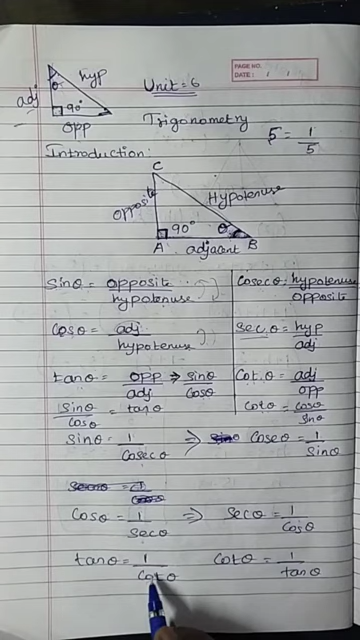 adj θ hyp
90°
opp
Unit = 6
PAGE NO.
DATE : / /
Trigonometry
5 = 1/5
Introduction:
C
opposite Hypotenuse
90° θ
A adjacent B
Sinθ = opposite/hypotenuse Cosecθ = hypotenuse/opposite
Cosθ = adj/hypotenuse Secθ = hyp/adj
tanθ = opp/adj ⇒ sinθ/cosθ Cotθ = adj/opp
sinθ/cosθ = tanθ Cotθ = cosθ/sinθ
Sinθ = 1/Cosecθ ⇒ Cosecθ = 1/Sinθ
Cosθ = 1/Secθ ⇒ Secθ = 1/Cosθ
tanθ = 1/Cotθ Cotθ = 1/tanθ